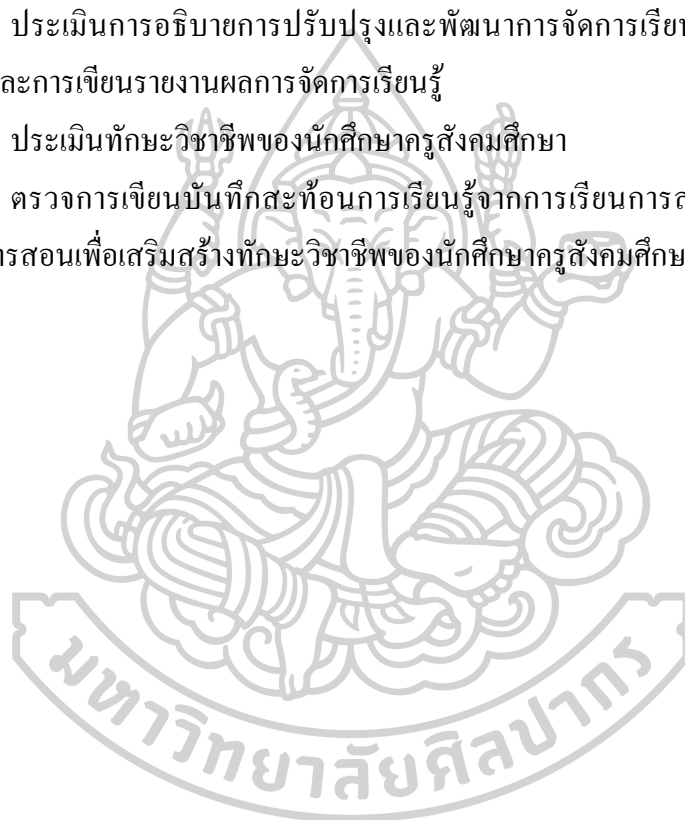 ประเมินการอธิบายการปรับปรุงและพัฒนาการจัดการเรีย
ละการเขียนรายงานผลการจัดการเรียนรู้
ประเมินทักษะวิชาชีพของนักศึกษาครูสังคมศึกษา
ตรวจการเขียนบันทึกสะท้อนการเรียนรู้จากการเรียนการส
ารสอนเพื่อเสริมสร้างทักษะวิชาชีพของนักศึกษาครูสังคมศึกษ
มหาวิทยาลัยศิลปากร